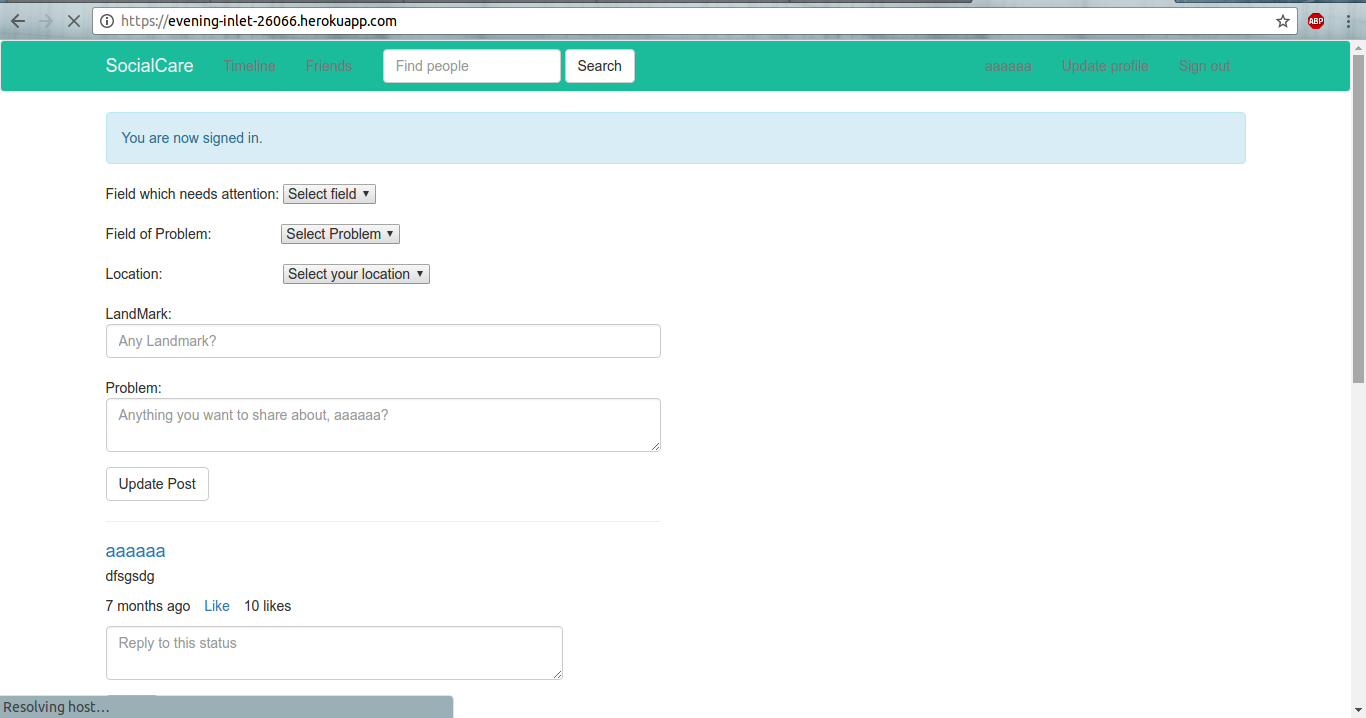 https://evening-inlet-26066.herokuapp.com ABP
SocialCare Timeline Friends Find people Search aaaaaa Update profile Sign out
You are now signed in.
Field which needs attention: Select field
Field of Problem: Select Problem
Location: Select your location
LandMark:
Any Landmark?
Problem:
Anything you want to share about, aaaaaa?
Update Post
aaaaaa
dfsgsdg
7 months ago Like 10 likes
Reply to this status
Resolving host…